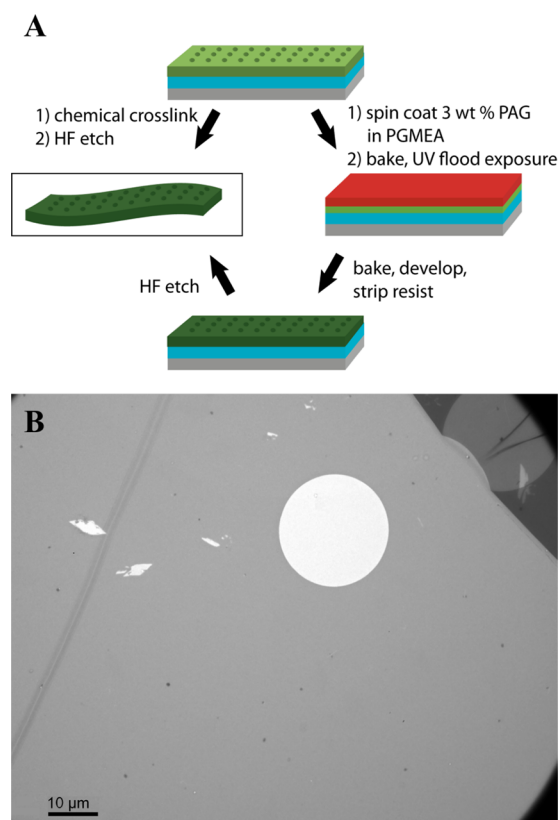 A
1) chemical crosslink
2) HF etch
1) spin coat 3 wt % PAG
in PGMEA
2) bake, UV flood exposure
HF etch
bake, develop,
strip resist
B
10 µm